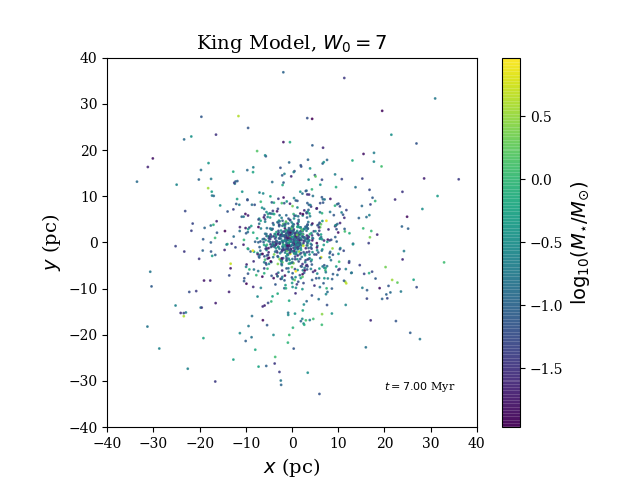 King Model, W₀ = 7
40
30
20
10
0
−10
−20
−30
−40
y (pc)
−40 −30 −20 −10 0 10 20 30 40
x (pc)
t = 7.00 Myr
0.5
0.0
−0.5
−1.0
−1.5
log₁₀(M⋆/M⊙)